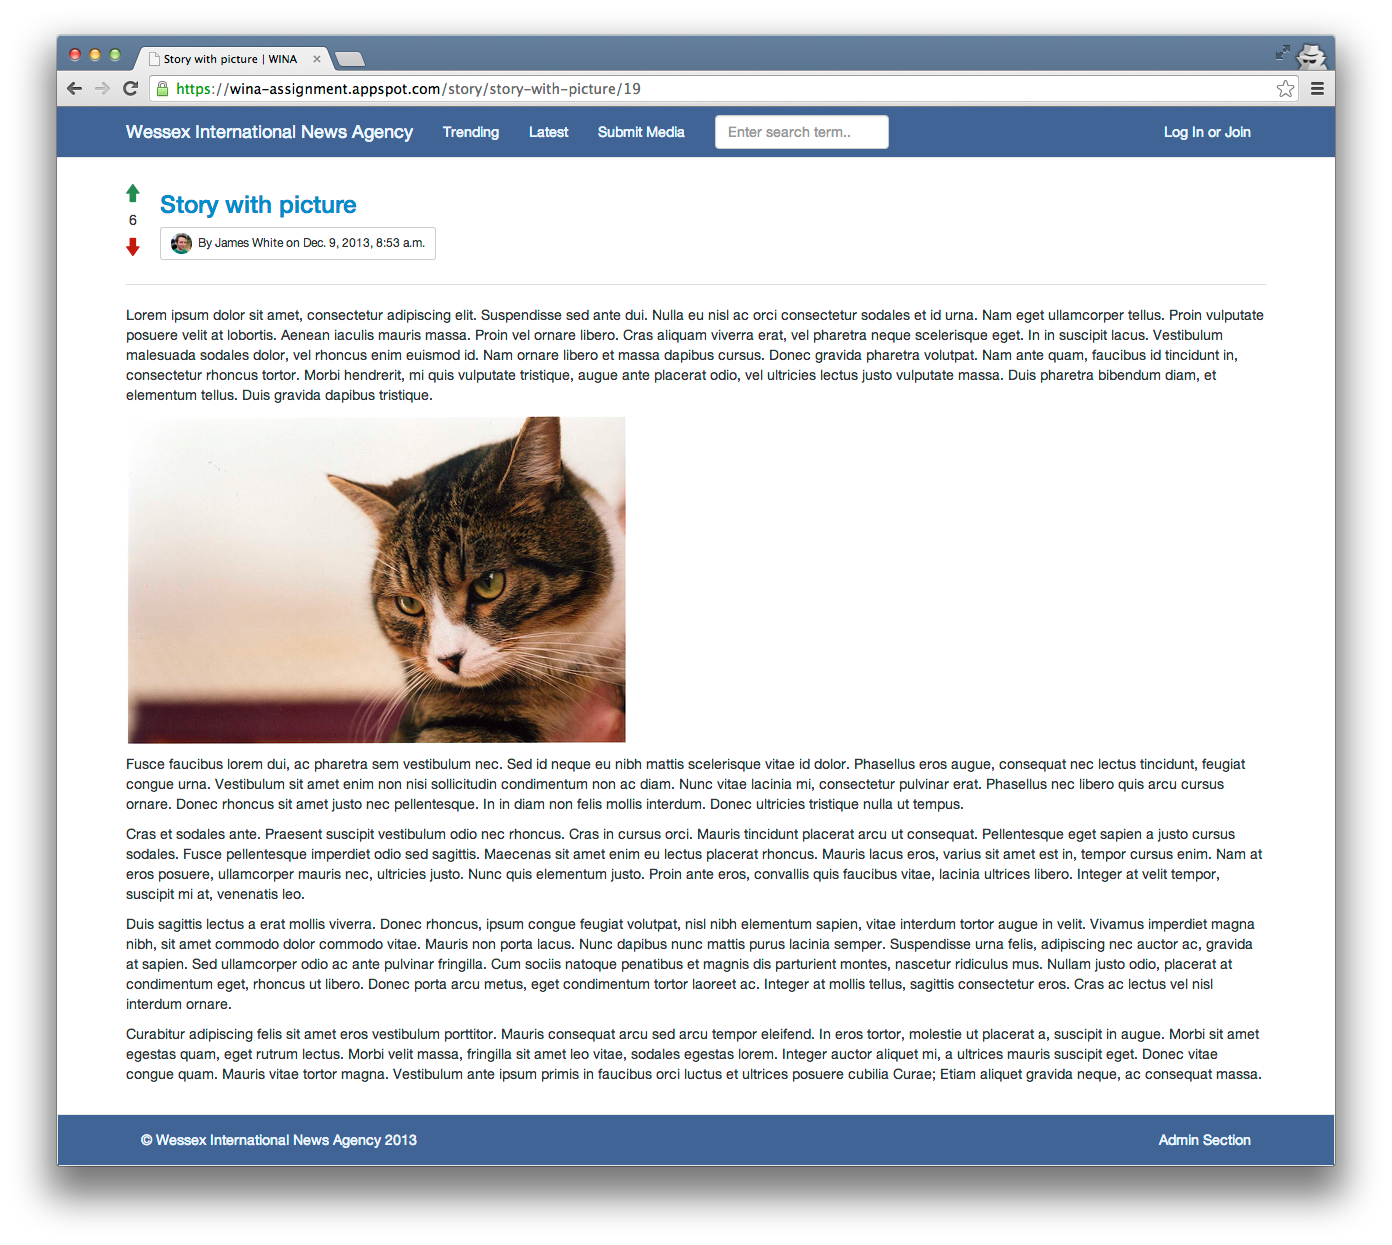 Story with picture | WINA
https://wina-assignment.appspot.com/story/story-with-picture/19
Wessex International News Agency Trending Latest Submit Media Enter search term.. Log In or Join
Story with picture
6
By James White on Dec. 9, 2013, 8:53 a.m.
Lorem ipsum dolor sit amet, consectetur adipiscing elit. Suspendisse sed ante dui. Nulla eu nisl ac orci consectetur sodales et id urna. Nam eget ullamcorper tellus. Proin vulputate
posuere velit at lobortis. Aenean iaculis mauris massa. Proin vel ornare libero. Cras aliquam viverra erat, vel pharetra neque scelerisque eget. In in suscipit lacus. Vestibulum
malesuada sodales dolor, vel rhoncus enim euismod id. Nam ornare libero et massa dapibus cursus. Donec gravida pharetra volutpat. Nam ante quam, faucibus id tincidunt in,
consectetur rhoncus tortor. Morbi hendrerit, mi quis vulputate tristique, augue ante placerat odio, vel ultricies lectus justo vulputate massa. Duis pharetra bibendum diam, et
elementum tellus. Duis gravida dapibus tristique.
Fusce faucibus lorem dui, ac pharetra sem vestibulum nec. Sed id neque eu nibh mattis scelerisque vitae id dolor. Phasellus eros augue, consequat nec lectus tincidunt, feugiat
congue urna. Vestibulum sit amet enim non nisi sollicitudin condimentum non ac diam. Nunc vitae lacinia mi, consectetur pulvinar erat. Phasellus nec libero quis arcu cursus
ornare. Donec rhoncus sit amet justo nec pellentesque. In in diam non felis mollis interdum. Donec ultricies tristique nulla ut tempus.
Cras et sodales ante. Praesent suscipit vestibulum odio nec rhoncus. Cras in cursus orci. Mauris tincidunt placerat arcu ut consequat. Pellentesque eget sapien a justo cursus
sodales. Fusce pellentesque imperdiet odio sed sagittis. Maecenas sit amet enim eu lectus placerat rhoncus. Mauris lacus eros, varius sit amet est in, tempor cursus enim. Nam at
eros posuere, ullamcorper mauris nec, ultricies justo. Nunc quis elementum justo. Proin ante eros, convallis quis faucibus vitae, lacinia ultrices libero. Integer at velit tempor,
suscipit mi at, venenatis leo.
Duis sagittis lectus a erat mollis viverra. Donec rhoncus, ipsum congue feugiat volutpat, nisl nibh elementum sapien, vitae interdum tortor augue in velit. Vivamus imperdiet magna
nibh, sit amet commodo dolor commodo vitae. Mauris non porta lacus. Nunc dapibus nunc mattis purus lacinia semper. Suspendisse urna felis, adipiscing nec auctor ac, gravida
at sapien. Sed ullamcorper odio ac ante pulvinar fringilla. Cum sociis natoque penatibus et magnis dis parturient montes, nascetur ridiculus mus. Nullam justo odio, placerat at
condimentum eget, rhoncus ut libero. Donec porta arcu metus, eget condimentum tortor laoreet ac. Integer at mollis tellus, sagittis consectetur eros. Cras ac lectus vel nisl
interdum ornare.
Curabitur adipiscing felis sit amet eros vestibulum porttitor. Mauris consequat arcu sed arcu tempor eleifend. In eros tortor, molestie ut placerat a, suscipit in augue. Morbi sit amet
egestas quam, eget rutrum lectus. Morbi velit massa, fringilla sit amet leo vitae, sodales egestas lorem. Integer auctor aliquet mi, a ultrices mauris suscipit eget. Donec vitae
congue quam. Mauris vitae tortor magna. Vestibulum ante ipsum primis in faucibus orci luctus et ultrices posuere cubilia Curae; Etiam aliquet gravida neque, ac consequat massa.
© Wessex International News Agency 2013 Admin Section